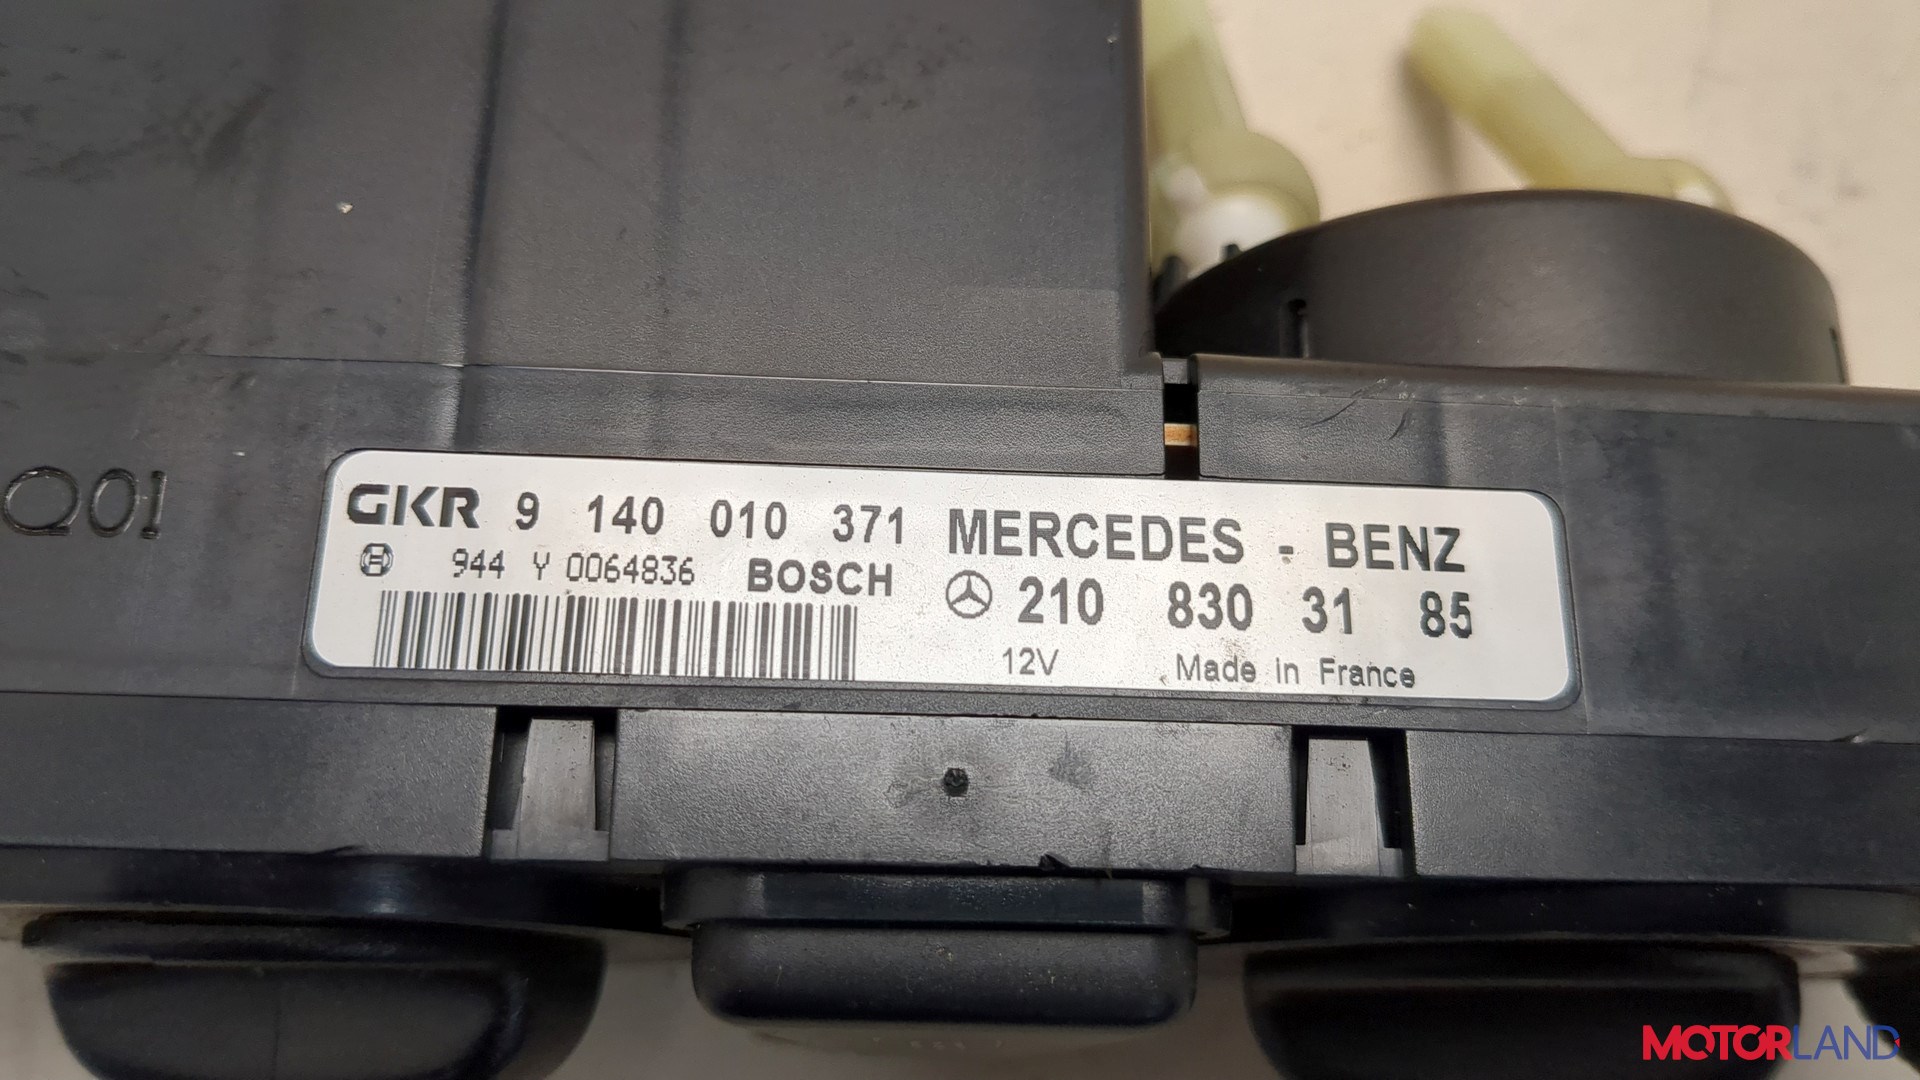 Q01
GKR 9 140 010 371 MERCEDES - BENZ
944 Y 0064836 BOSCH 210 830 31 85
12V Made In France
MOTORLAND